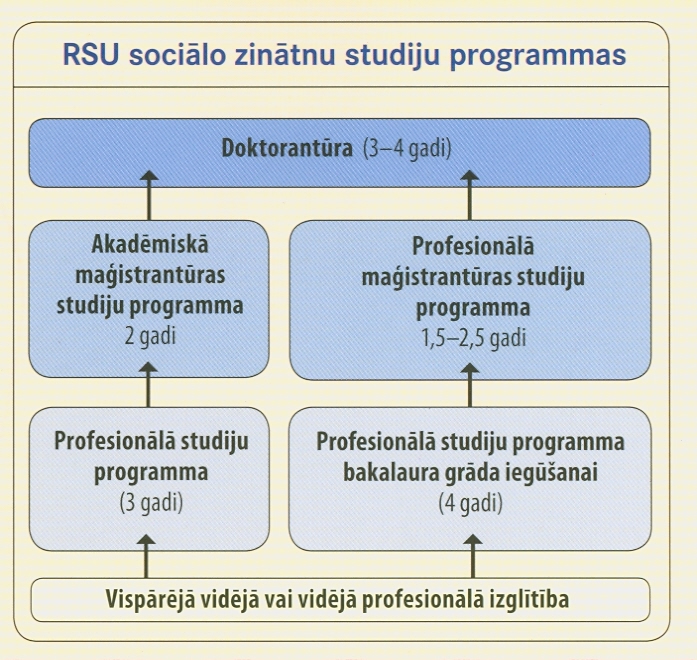 RSU sociālo zinātnu studiju programmas
Doktorantūra (3–4 gadi)
Akadēmiskā
maģistrantūras
studiju programma
2 gadi
Profesionālā
maģistrantūras studiju
programma
1,5–2,5 gadi
Profesionālā studiju
programma
(3 gadi)
Profesionālā studiju programma
bakalaura grāda iegūšanai
(4 gadi)
Vispārējā vidējā vai vidējā profesionālā izglītība